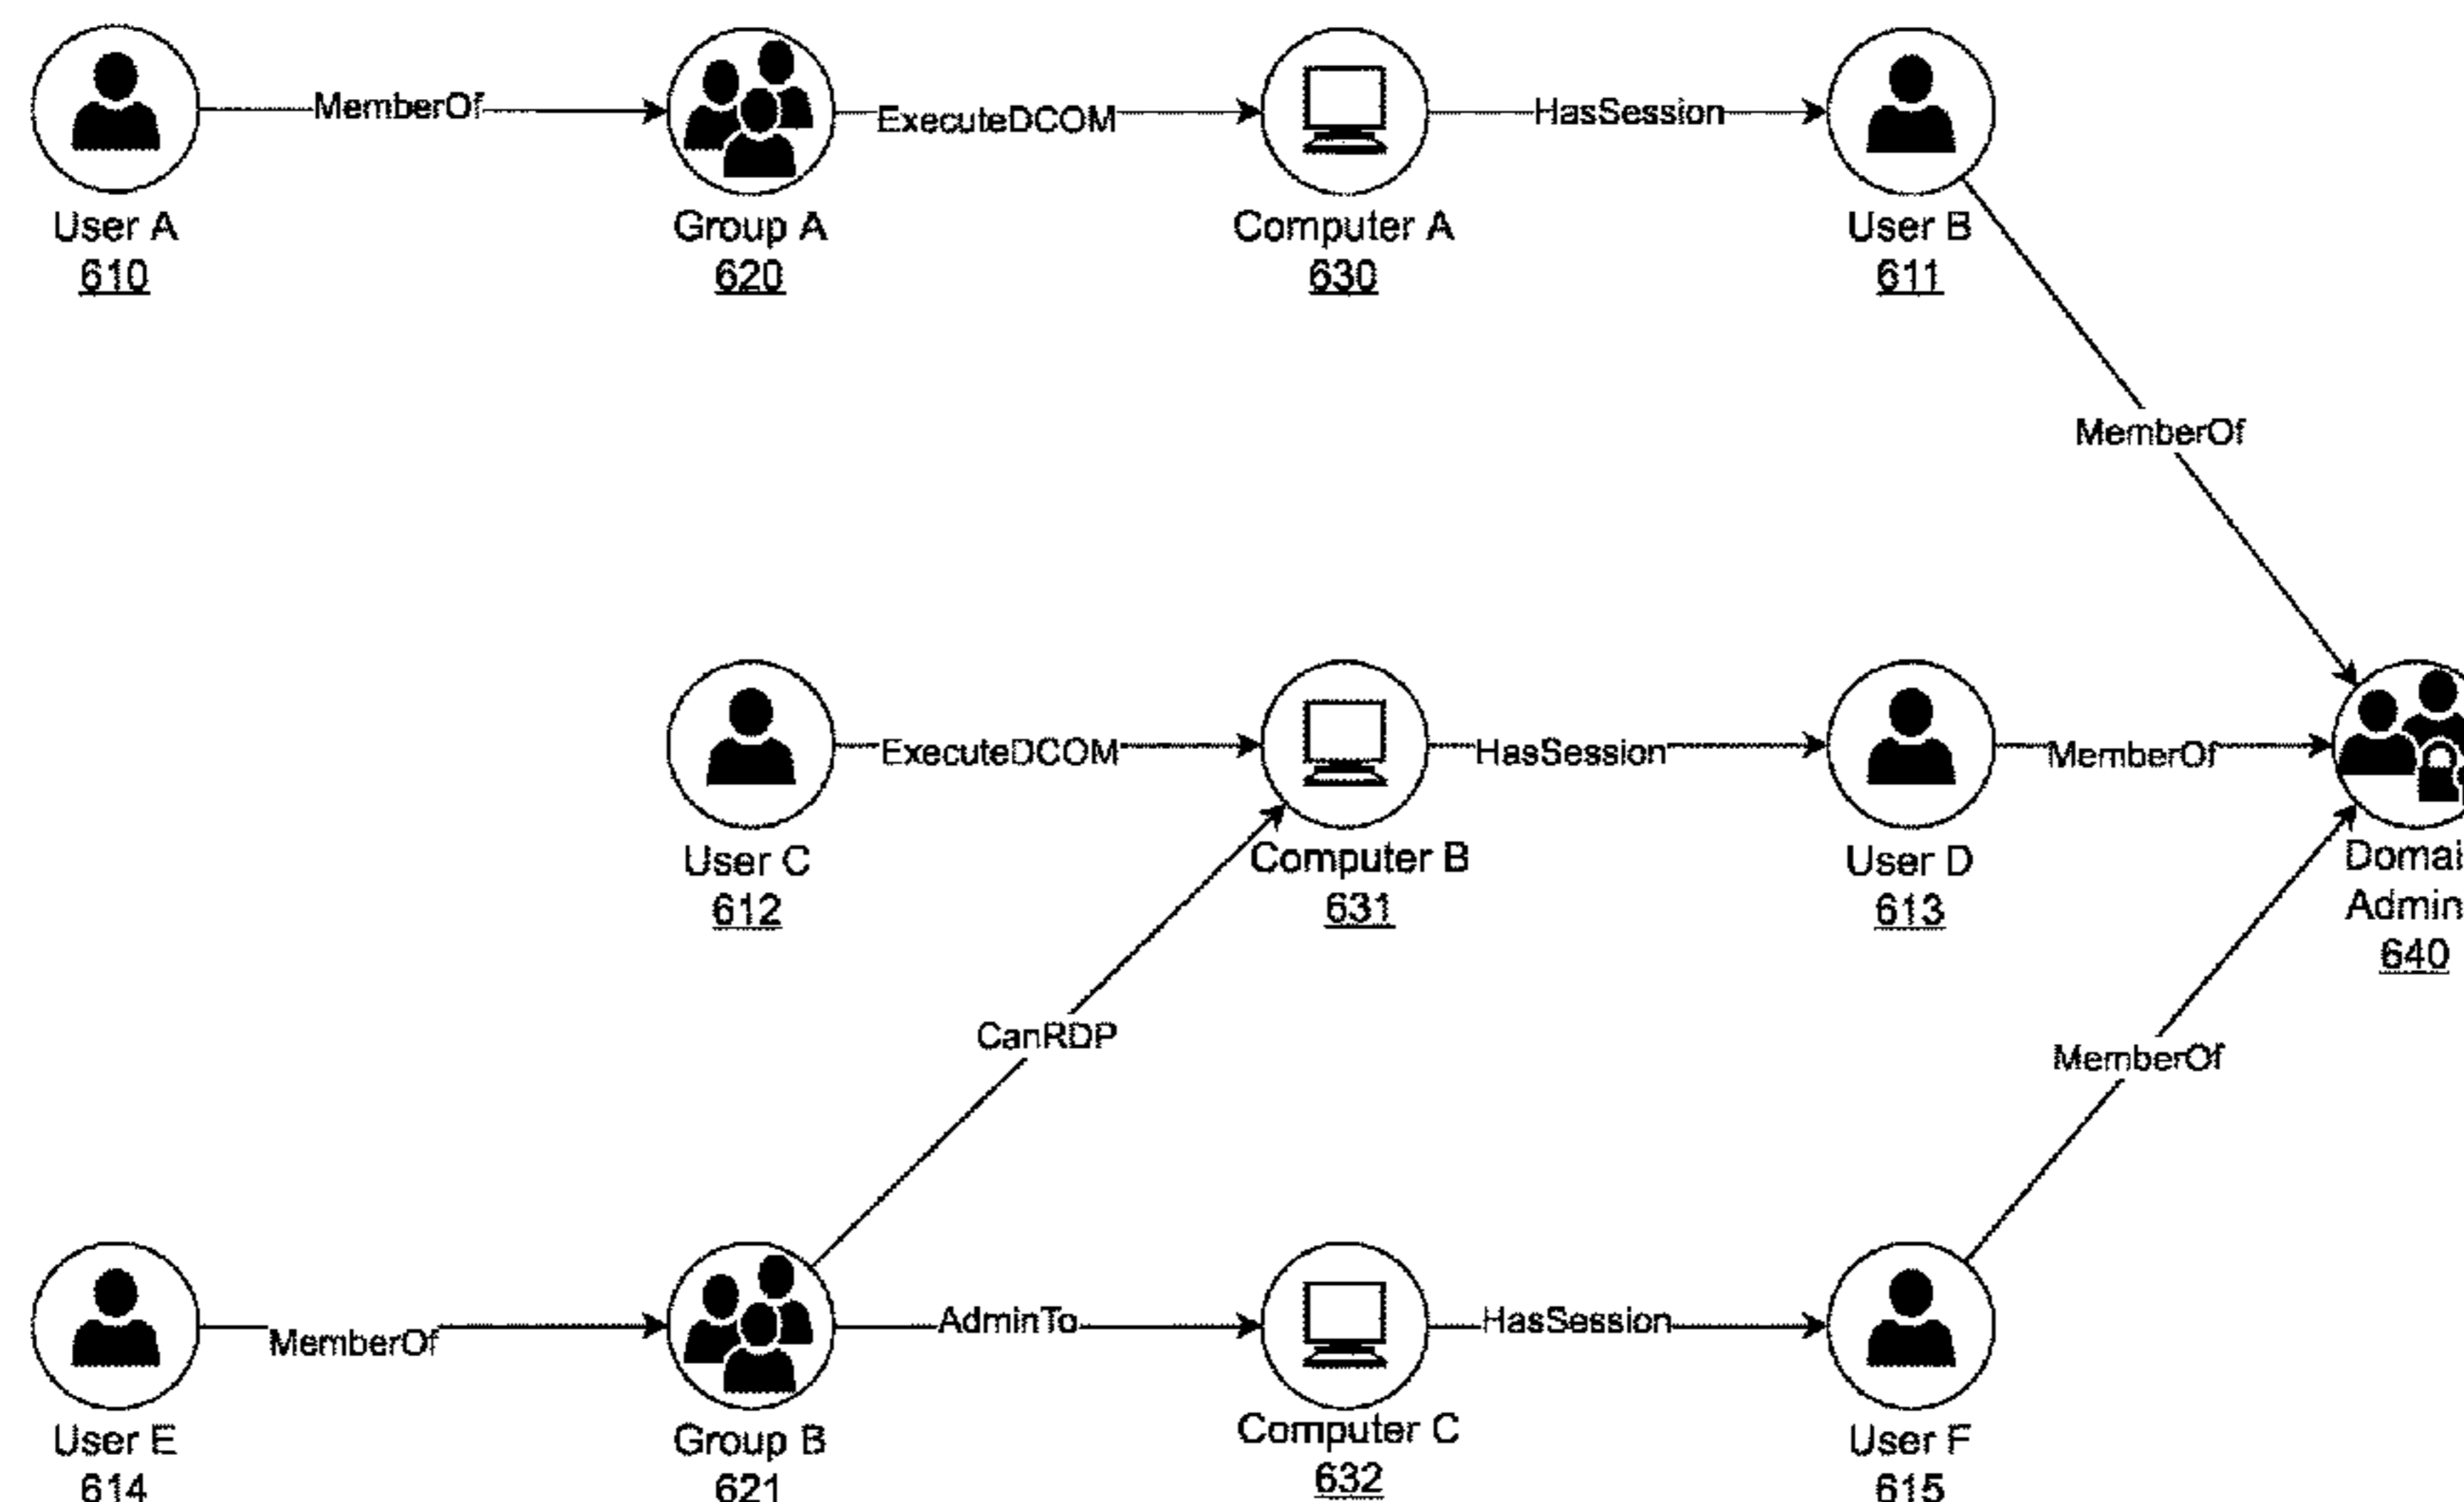 MemberOf
ExecuteDCOM
HasSession
User A
610
Group A
620
Computer A
630
User B
611
MemberOf
ExecuteDCOM
HasSession
MemberOf
User C
612
Computer B
631
User D
613
Domai
Admin
640
CanRDP
MemberOf
MemberOf
AdminTo
HasSession
User E
614
Group B
621
Computer C
632
User F
615